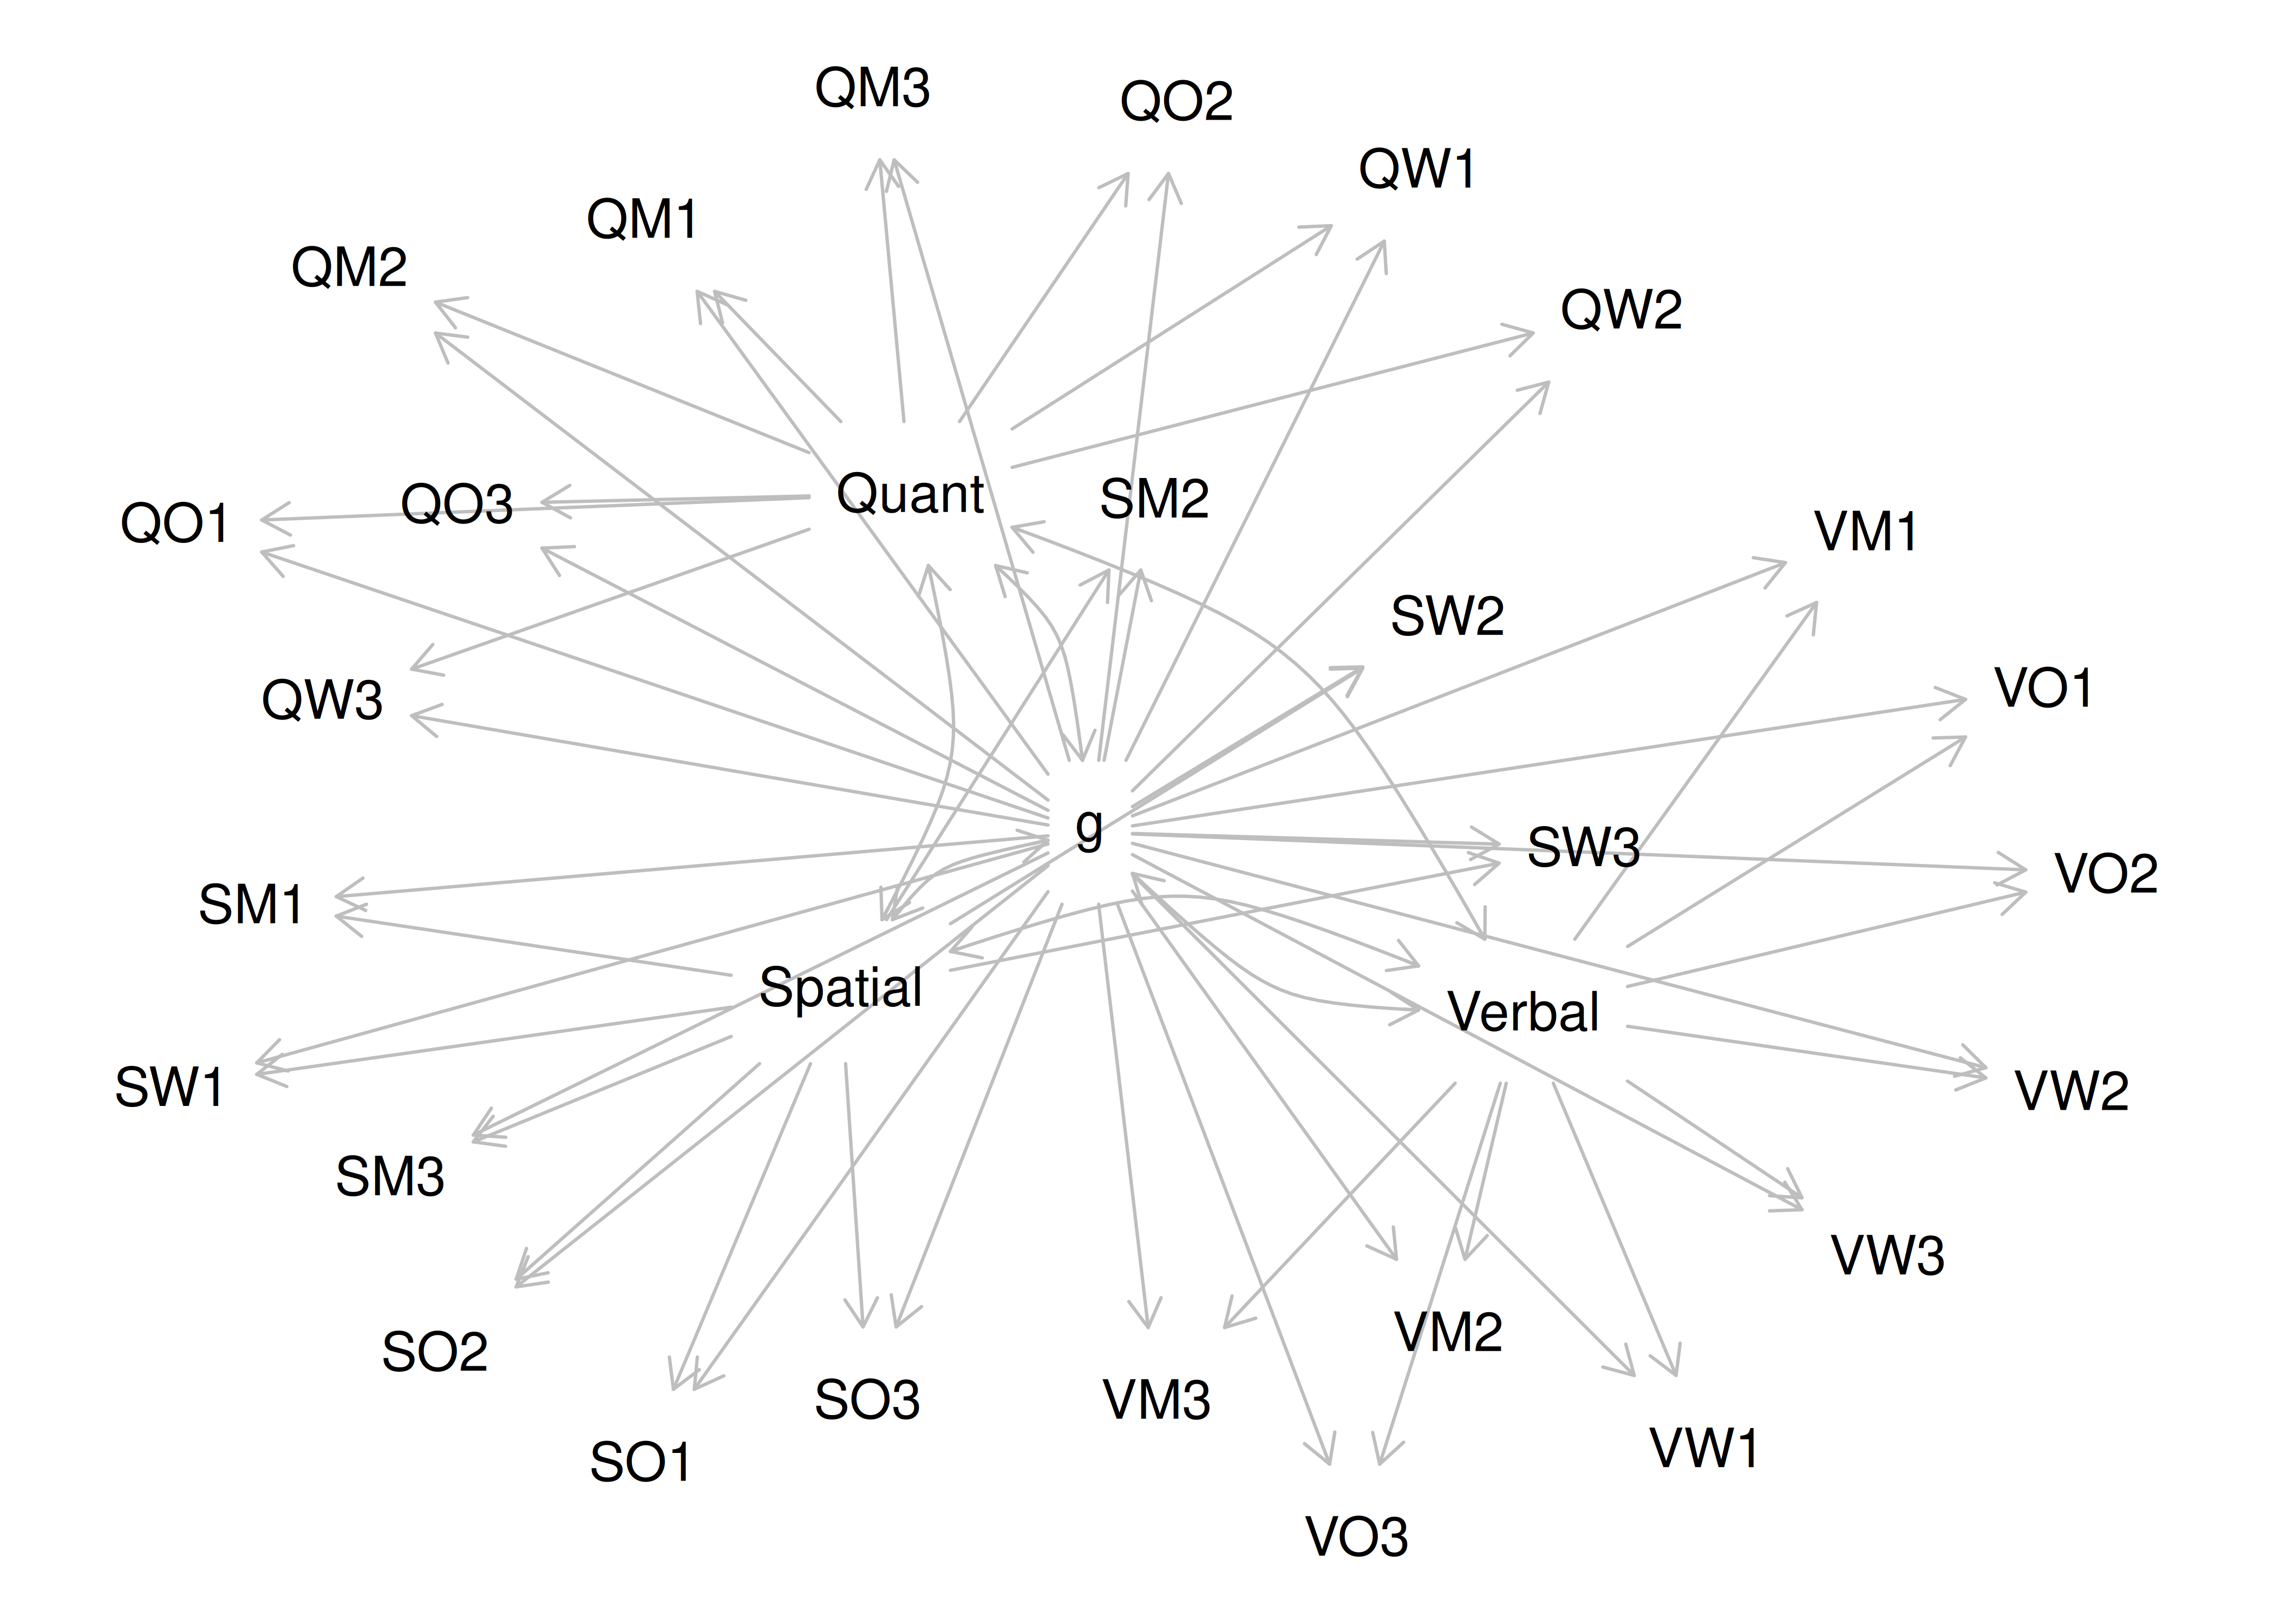 QM3
QO2
QW1
QM1
QM2
QW2
Quant
SM2
QO3
QO1
VM1
SW2
VO1
QW3
g
SW3
VO2
SM1
Spatial
Verbal
SW1
VW2
SM3
VW3
VM2
SO2
SO3
VM3
VW1
SO1
VO3